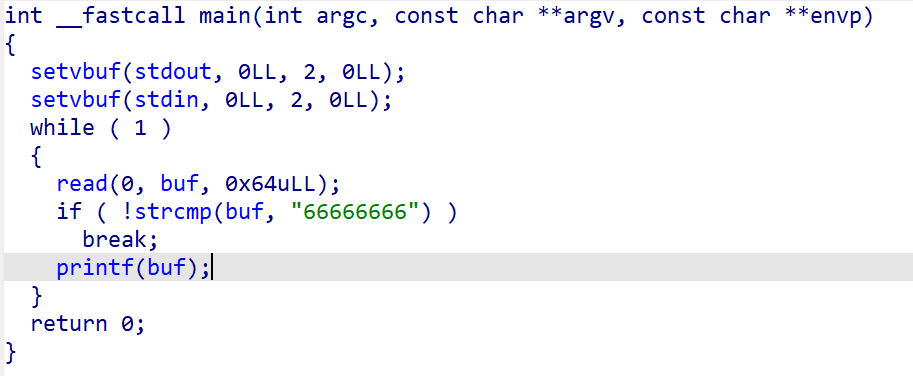 int __fastcall main(int argc, const char **argv, const char **envp)
{
  setvbuf(stdout, 0LL, 2, 0LL);
  setvbuf(stdin, 0LL, 2, 0LL);
  while ( 1 )
  {
    read(0, buf, 0x64uLL);
    if ( !strcmp(buf, "66666666") )
      break;
    printf(buf);
  }
  return 0;
}